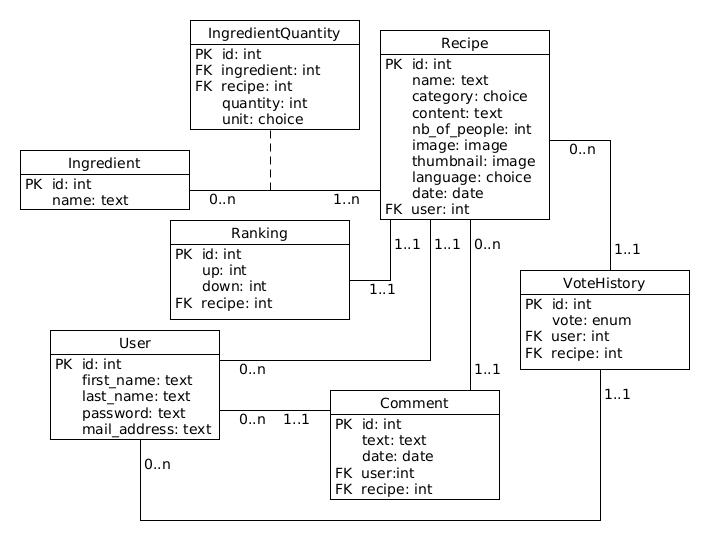 IngredientQuantity
PK id: int
FK ingredient: int
FK recipe: int
quantity: int
unit: choice
Recipe
PK id: int
name: text
category: choice
content: text
nb_of_people: int
image: image
thumbnail: image
language: choice
date: date
FK user: int
Ingredient
PK id: int
name: text
0..n
1..n
0..n
Ranking
PK id: int
up: int
down: int
FK recipe: int
1..1
1..1
1..1
0..n
1..1
VoteHistory
PK id: int
vote: enum
FK user: int
FK recipe: int
User
PK id: int
first_name: text
last_name: text
password: text
mail_address: text
0..n
1..1
1..1
0..n
1..1
Comment
PK id: int
text: text
date: date
FK user:int
FK recipe: int
0..n